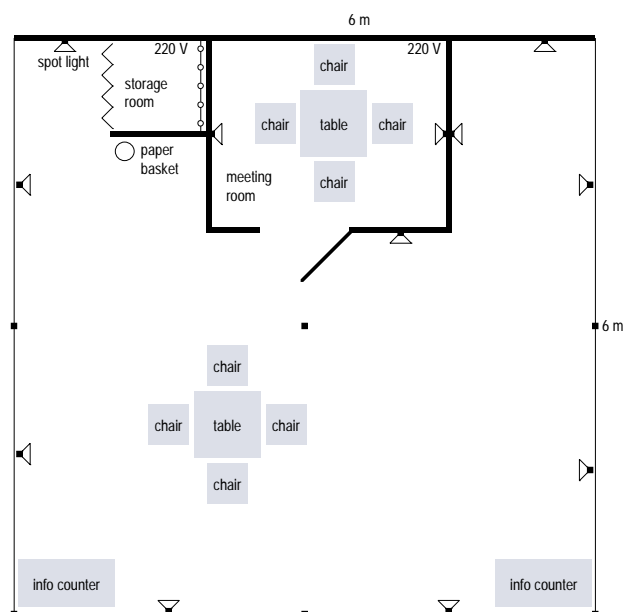 6 m
220 V
220 V
chair
spot light
storage
room
chair
table
chair
paper
basket
meeting
room
chair
6 m
chair
chair
table
chair
chair
info counter
info counter